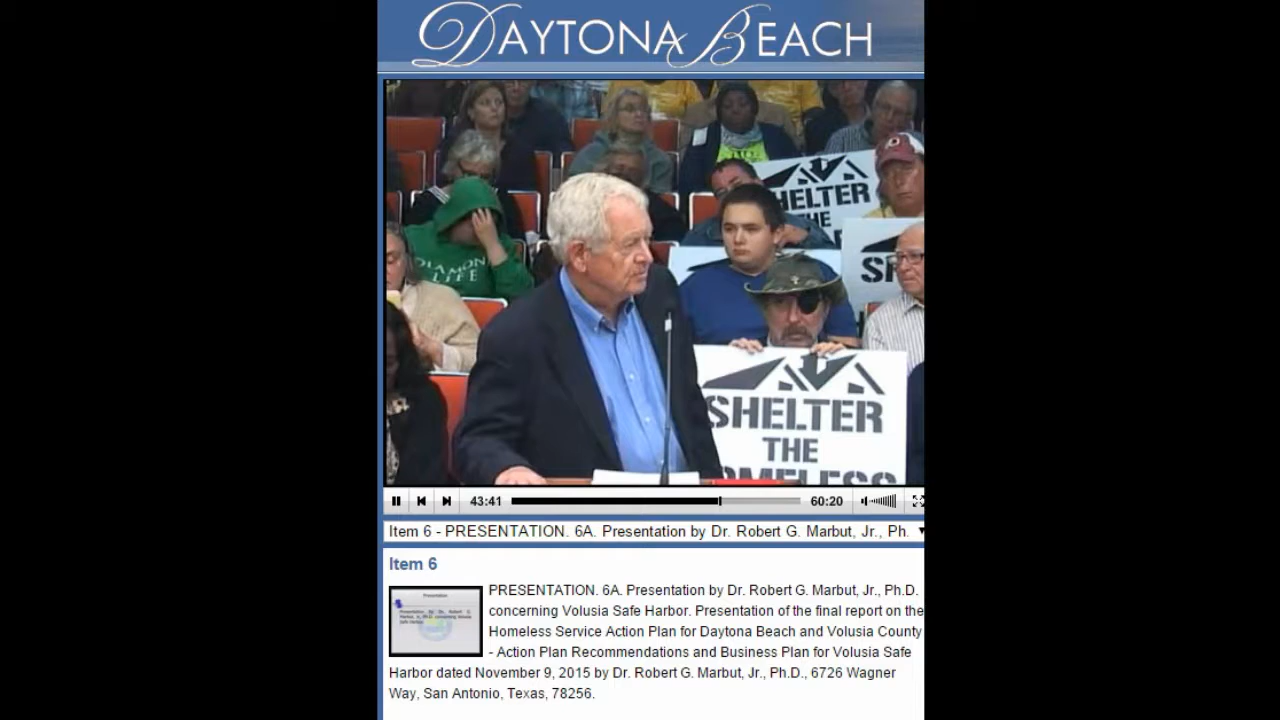 DAYTONA BEACH
SHELTER
THE
DIAMOND
LIFE
SHELTER
THE
43:41
60:20
Item 6 - PRESENTATION. 6A. Presentation by Dr. Robert G. Marbut, Jr., Ph.
Item 6
PRESENTATION. 6A. Presentation by Dr. Robert G. Marbut, Jr., Ph.D.
concerning Volusia Safe Harbor. Presentation of the final report on the
Homeless Service Action Plan for Daytona Beach and Volusia County
- Action Plan Recommendations and Business Plan for Volusia Safe
Harbor dated November 9, 2015 by Dr. Robert G. Marbut, Jr., Ph.D., 6726 Wagner
Way, San Antonio, Texas, 78256.